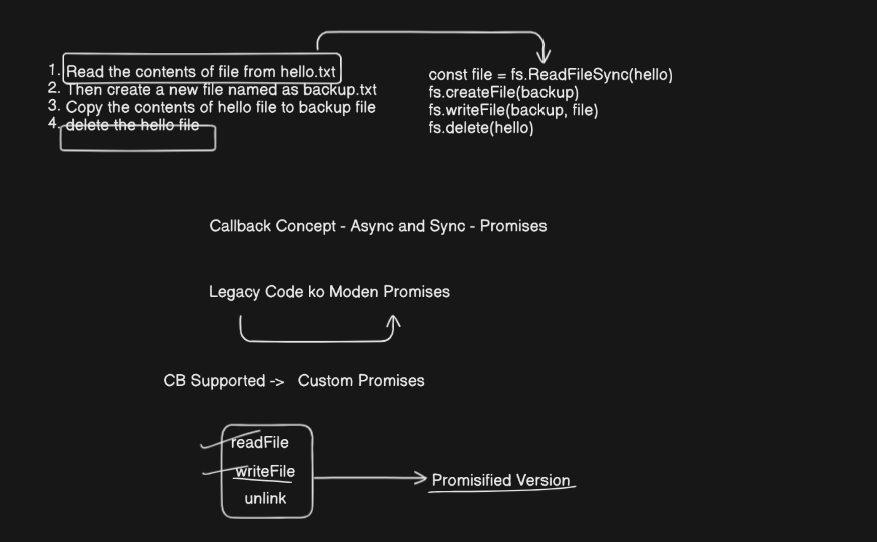 1. Read the contents of file from hello.txt
2. Then create a new file named as backup.txt
3. Copy the contents of hello file to backup file
4. delete the hello file
const file = fs.ReadFileSync(hello)
fs.createFile(backup)
fs.writeFile(backup, file)
fs.delete(hello)
Callback Concept - Async and Sync - Promises
Legacy Code ko Moden Promises
CB Supported -> Custom Promises
readFile
writeFile
unlink
Promisified Version